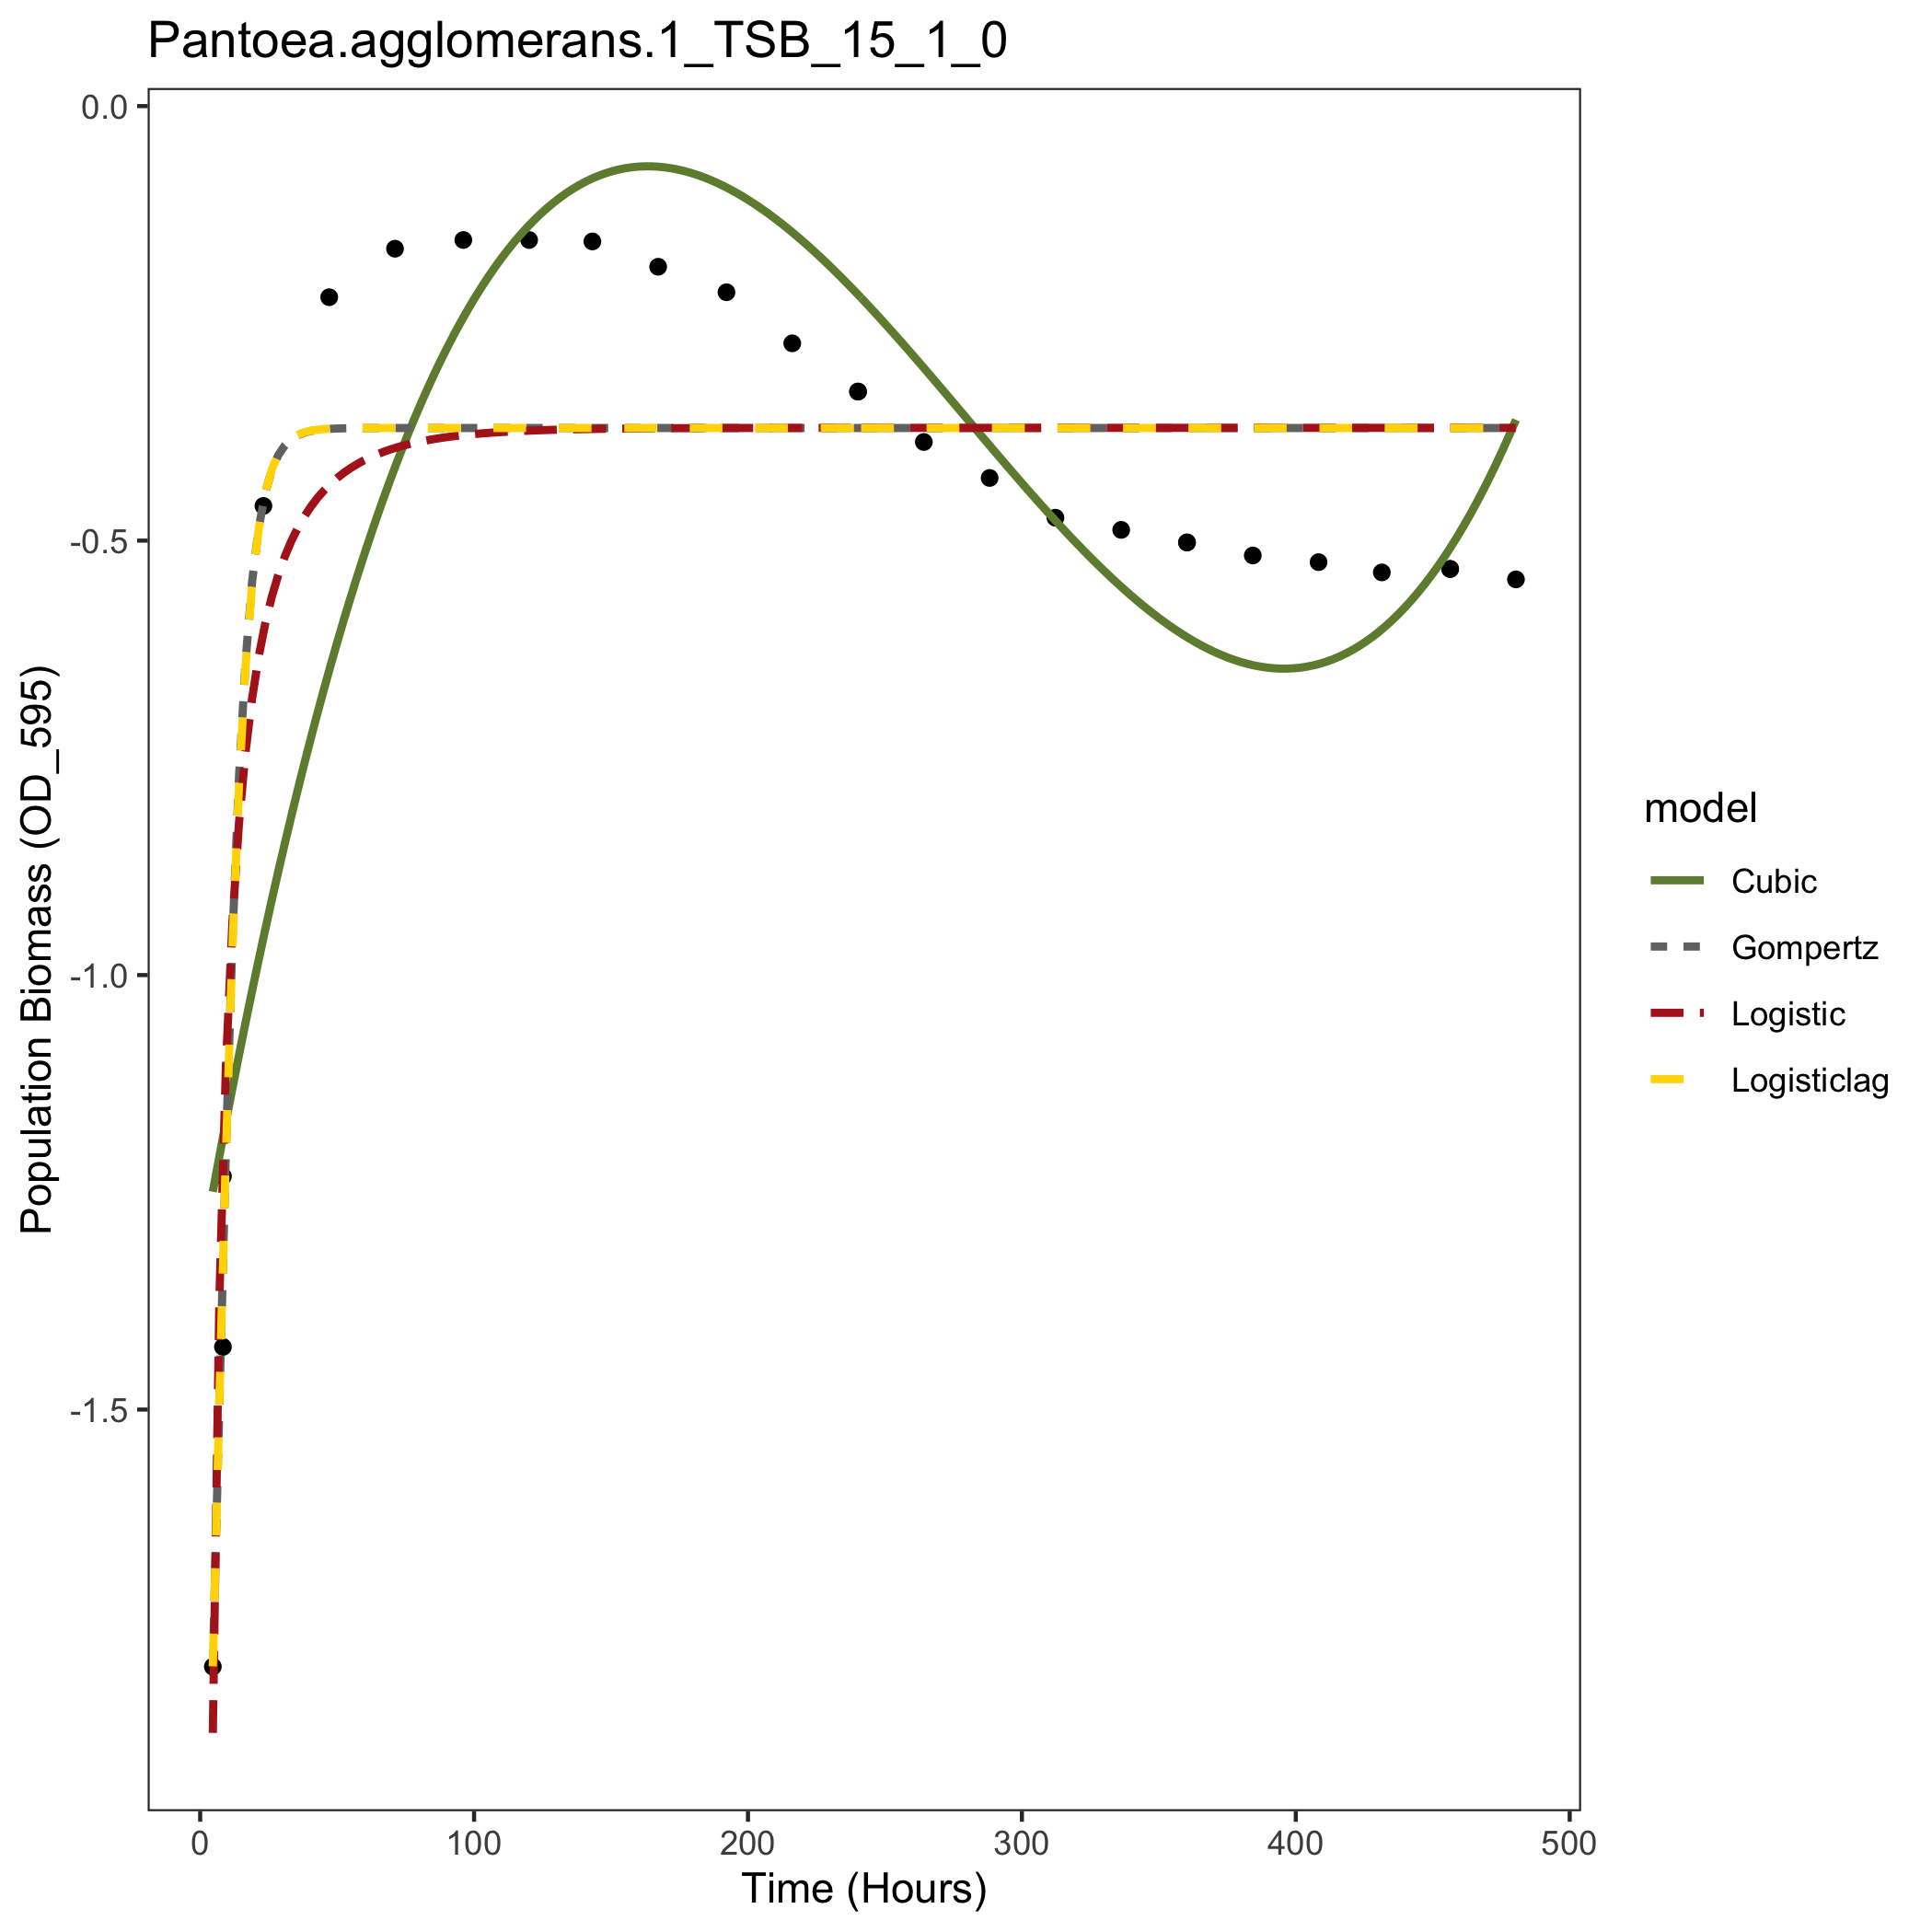 Pantoea.agglomerans.1_TSB_15_1_0
0.0
-0.5
-1.0
-1.5
Population Biomass (OD_595)
0 100 200 300 400 500
Time (Hours)
model
Cubic
Gompertz
Logistic
Logisticlag